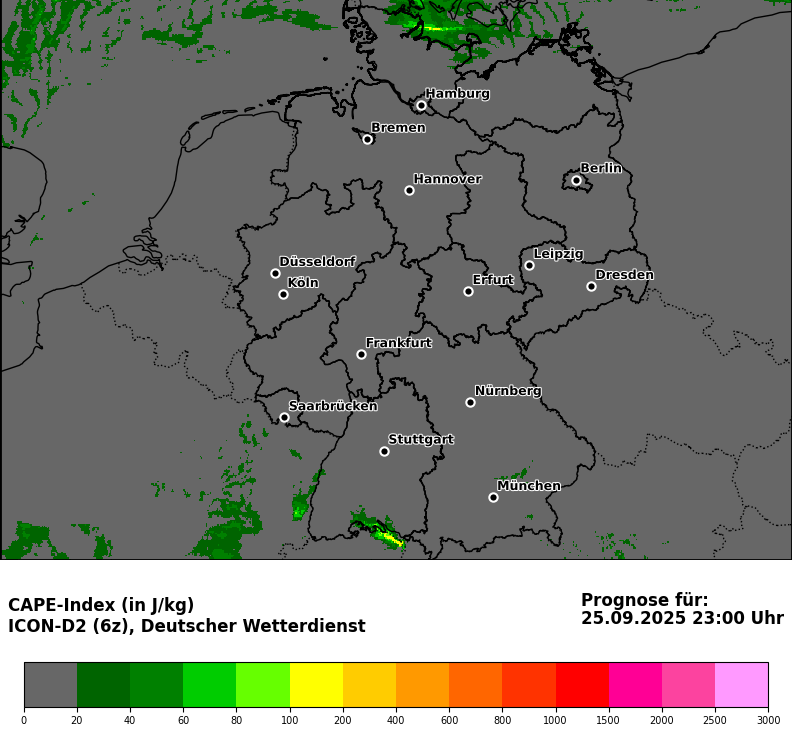 Hamburg
Bremen
Berlin
Hannover
Leipzig
Düsseldorf
Dresden
Erfurt
Köln
Frankfurt
Nürnberg
Saarbrücken
Stuttgart
München
CAPE-Index (in J/kg)
ICON-D2 (6z), Deutscher Wetterdienst
Prognose für:
25.09.2025 23:00 Uhr
0 20 40 60 80 100 200 400 600 800 1000 1500 2000 2500 3000